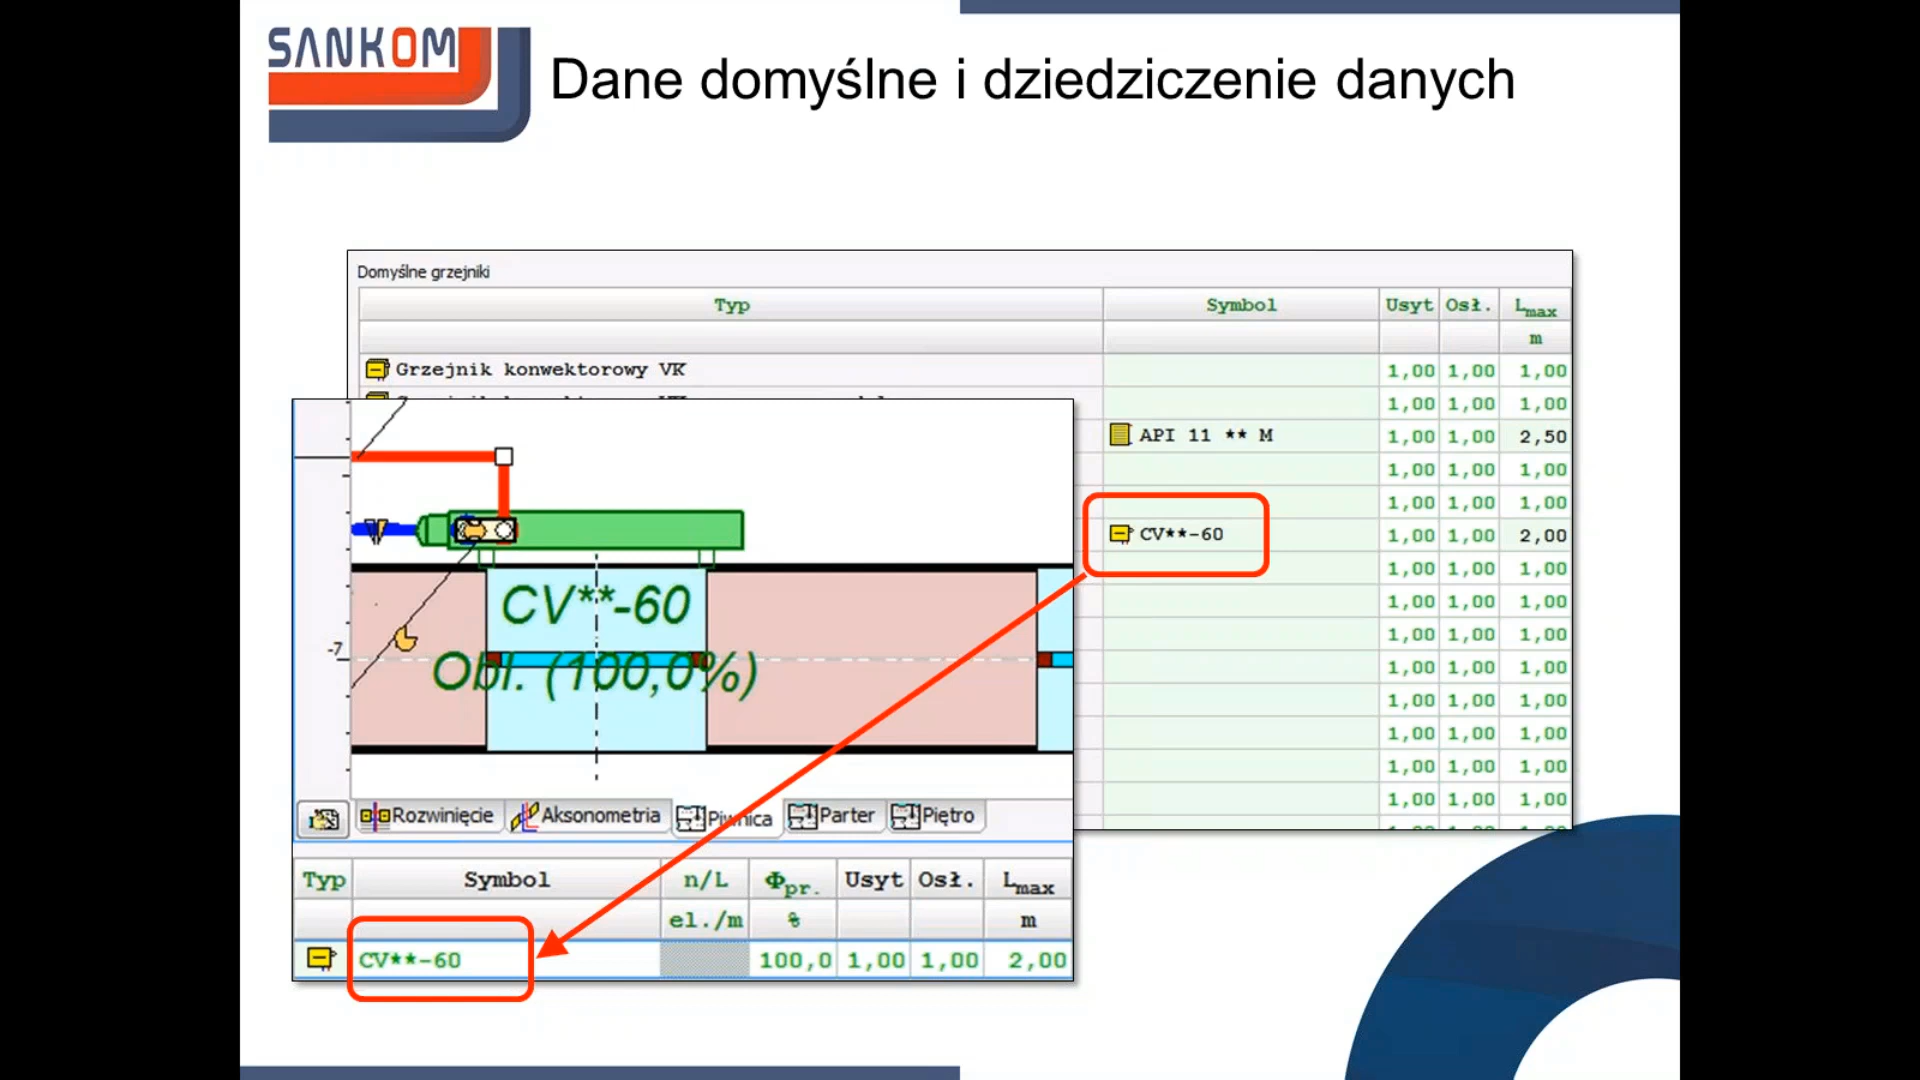 SANKOM
Dane domyślne i dziedziczenie danych
Domyślne grzejniki
Typ Symbol Usyt Osł. Lmax
m
Grzejnik konwektorowy VK 1,00 1,00 1,00
1,00 1,00 1,00
API 11 ** M 1,00 1,00 2,50
1,00 1,00 1,00
1,00 1,00 1,00
CV**-60 1,00 1,00 2,00
1,00 1,00 1,00
1,00 1,00 1,00
1,00 1,00 1,00
1,00 1,00 1,00
1,00 1,00 1,00
1,00 1,00 1,00
1,00 1,00 1,00
1,00 1,00 1,00
CV**-60
-7
Obl. (100,0%)
Rozwinięcie Aksonometria Piwnica Parter Piętro
Typ Symbol n/L Φpr. Usyt Osł. Lmax
el./m % m
CV**-60 100,0 1,00 1,00 2,00